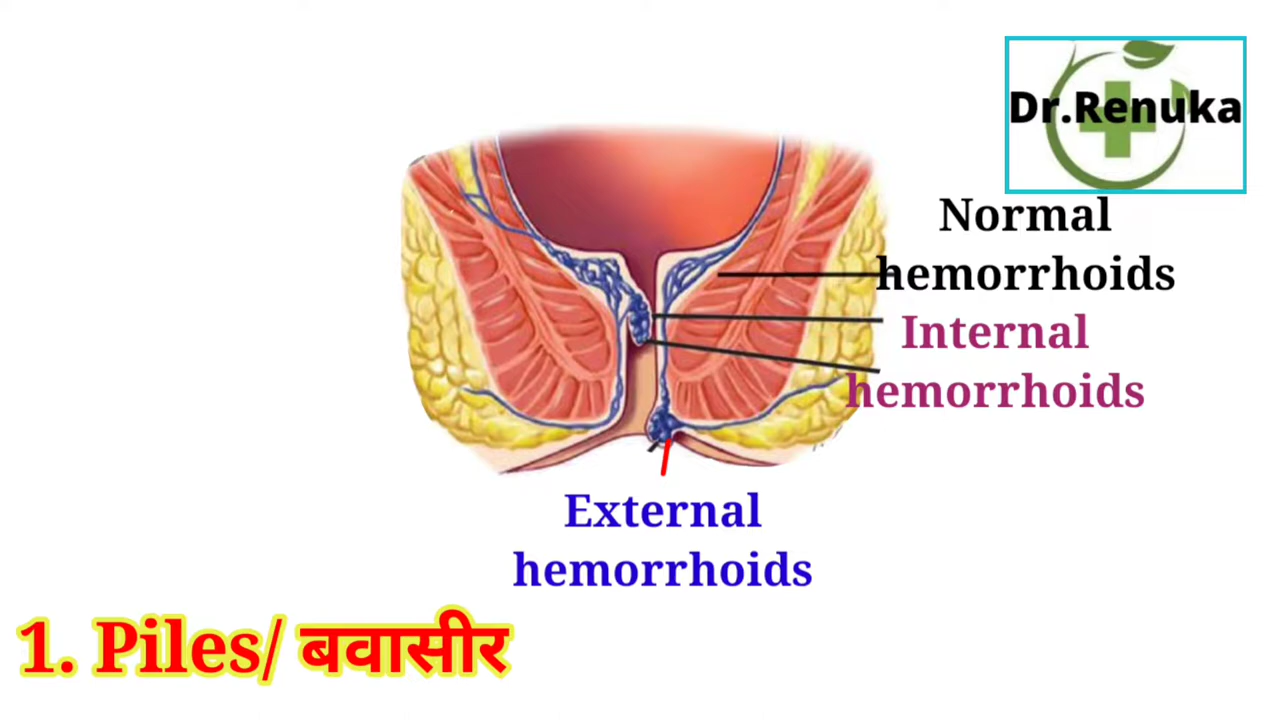 Dr.Renuka
Normal
hemorrhoids
Internal
hemorrhoids
External
hemorrhoids
1. Piles/ बवासीर